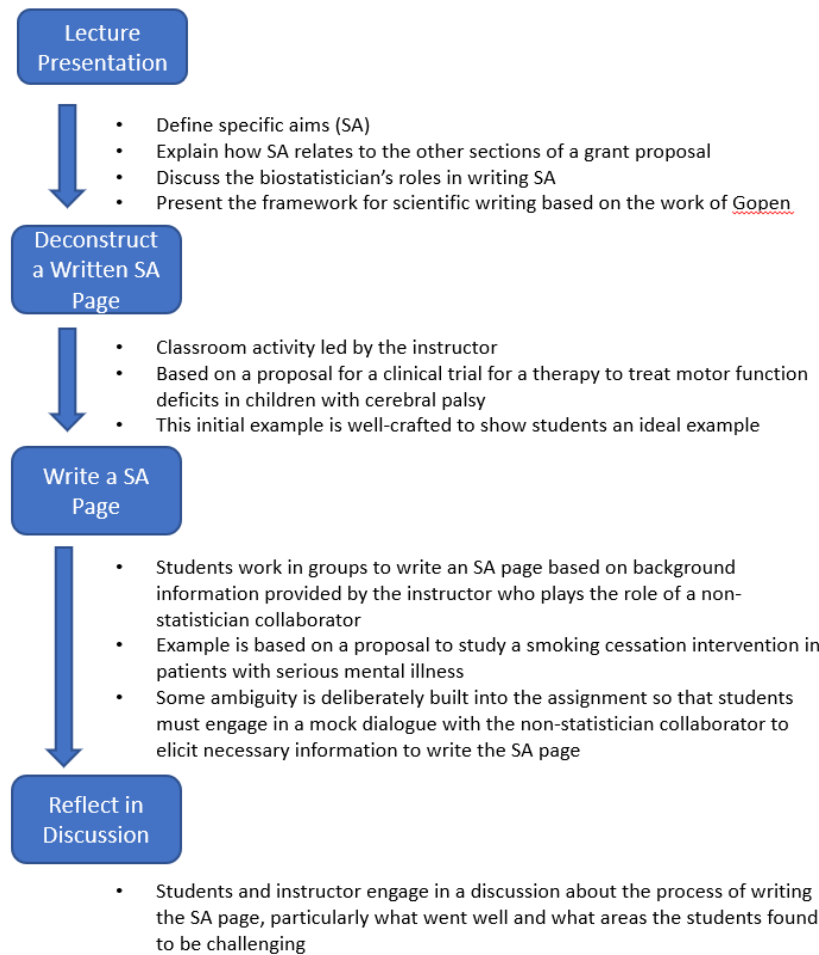 Lecture
Presentation
• Define specific aims (SA)
• Explain how SA relates to the other sections of a grant proposal
• Discuss the biostatistician's roles in writing SA
• Present the framework for scientific writing based on the work of Gopen
Deconstruct
a Written SA
Page
• Classroom activity led by the instructor
• Based on a proposal for a clinical trial for a therapy to treat motor function
deficits in children with cerebral palsy
• This initial example is well-crafted to show students an ideal example
Write a SA
Page
• Students work in groups to write an SA page based on background
information provided by the instructor who plays the role of a non-
statistician collaborator
• Example is based on a proposal to study a smoking cessation intervention in
patients with serious mental illness
• Some ambiguity is deliberately built into the assignment so that students
must engage in a mock dialogue with the non-statistician collaborator to
elicit necessary information to write the SA page
Reflect in
Discussion
• Students and instructor engage in a discussion about the process of writing
the SA page, particularly what went well and what areas the students found
to be challenging